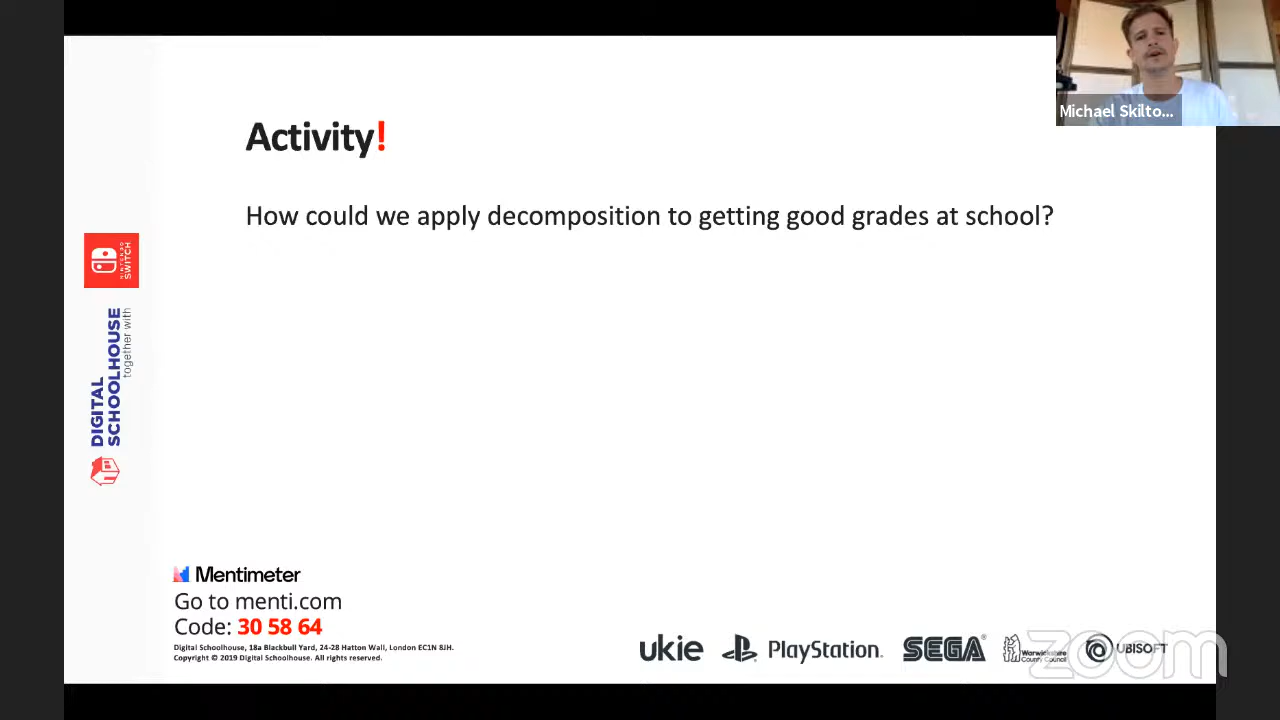 Michael Skilto...
Activity!
How could we apply decomposition to getting good grades at school?
NINTENDO
SWITCH
DIGITAL
SCHOOLHOUSE
together with
Mentimeter
Go to menti.com
Code: 30 58 64
Digital Schoolhouse, 18a Blackbull Yard, 24-28 Hatton Wall, London EC1N 8JH.
Copyright © 2019 Digital Schoolhouse. All rights reserved.
ukie
PlayStation.
SEGA®
Warwickshire
County Council
UBISOFT
zoom